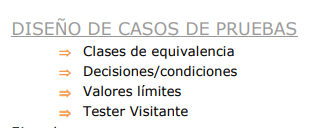 DISEÑO DE CASOS DE PRUEBAS
⇒ Clases de equivalencia
⇒ Decisiones/condiciones
⇒ Valores límites
⇒ Tester Visitante